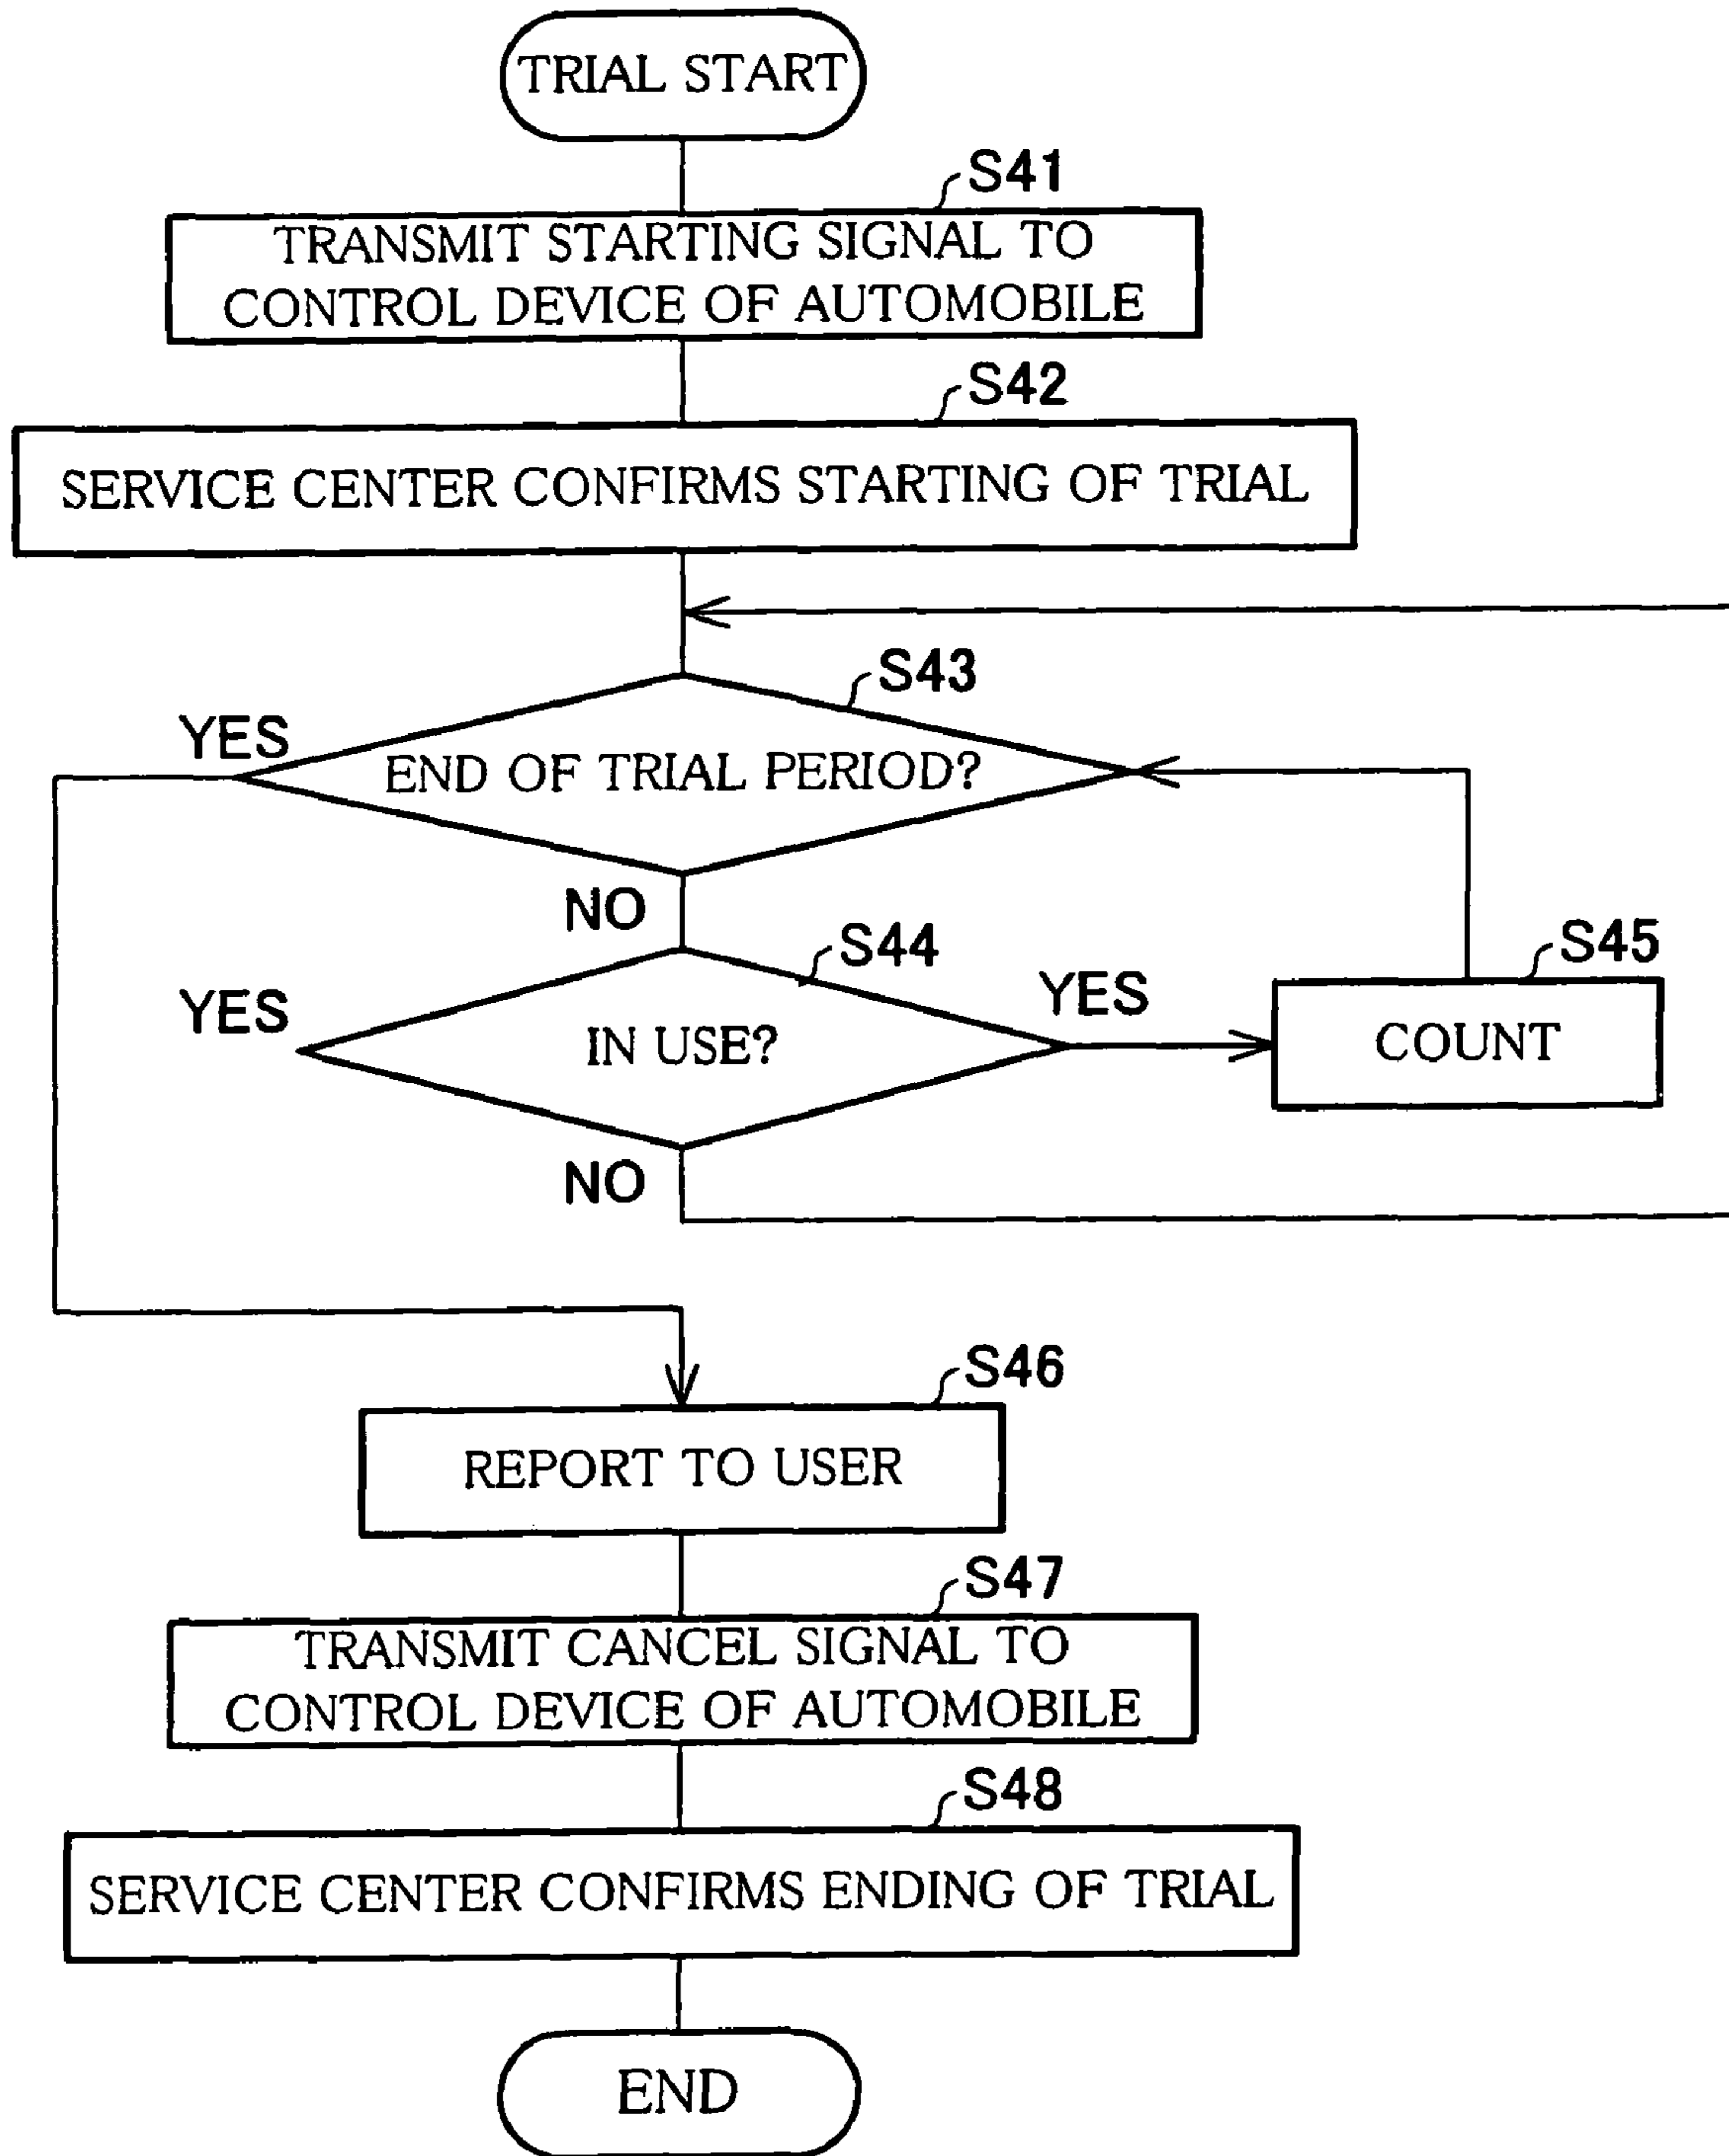 TRIAL START
S41
TRANSMIT STARTING SIGNAL TO
CONTROL DEVICE OF AUTOMOBILE
S42
SERVICE CENTER CONFIRMS STARTING OF TRIAL
S43
YES
END OF TRIAL PERIOD?
NO
S44
S45
YES
YES
IN USE?
COUNT
NO
S46
REPORT TO USER
S47
TRANSMIT CANCEL SIGNAL TO
CONTROL DEVICE OF AUTOMOBILE
S48
SERVICE CENTER CONFIRMS ENDING OF TRIAL
END